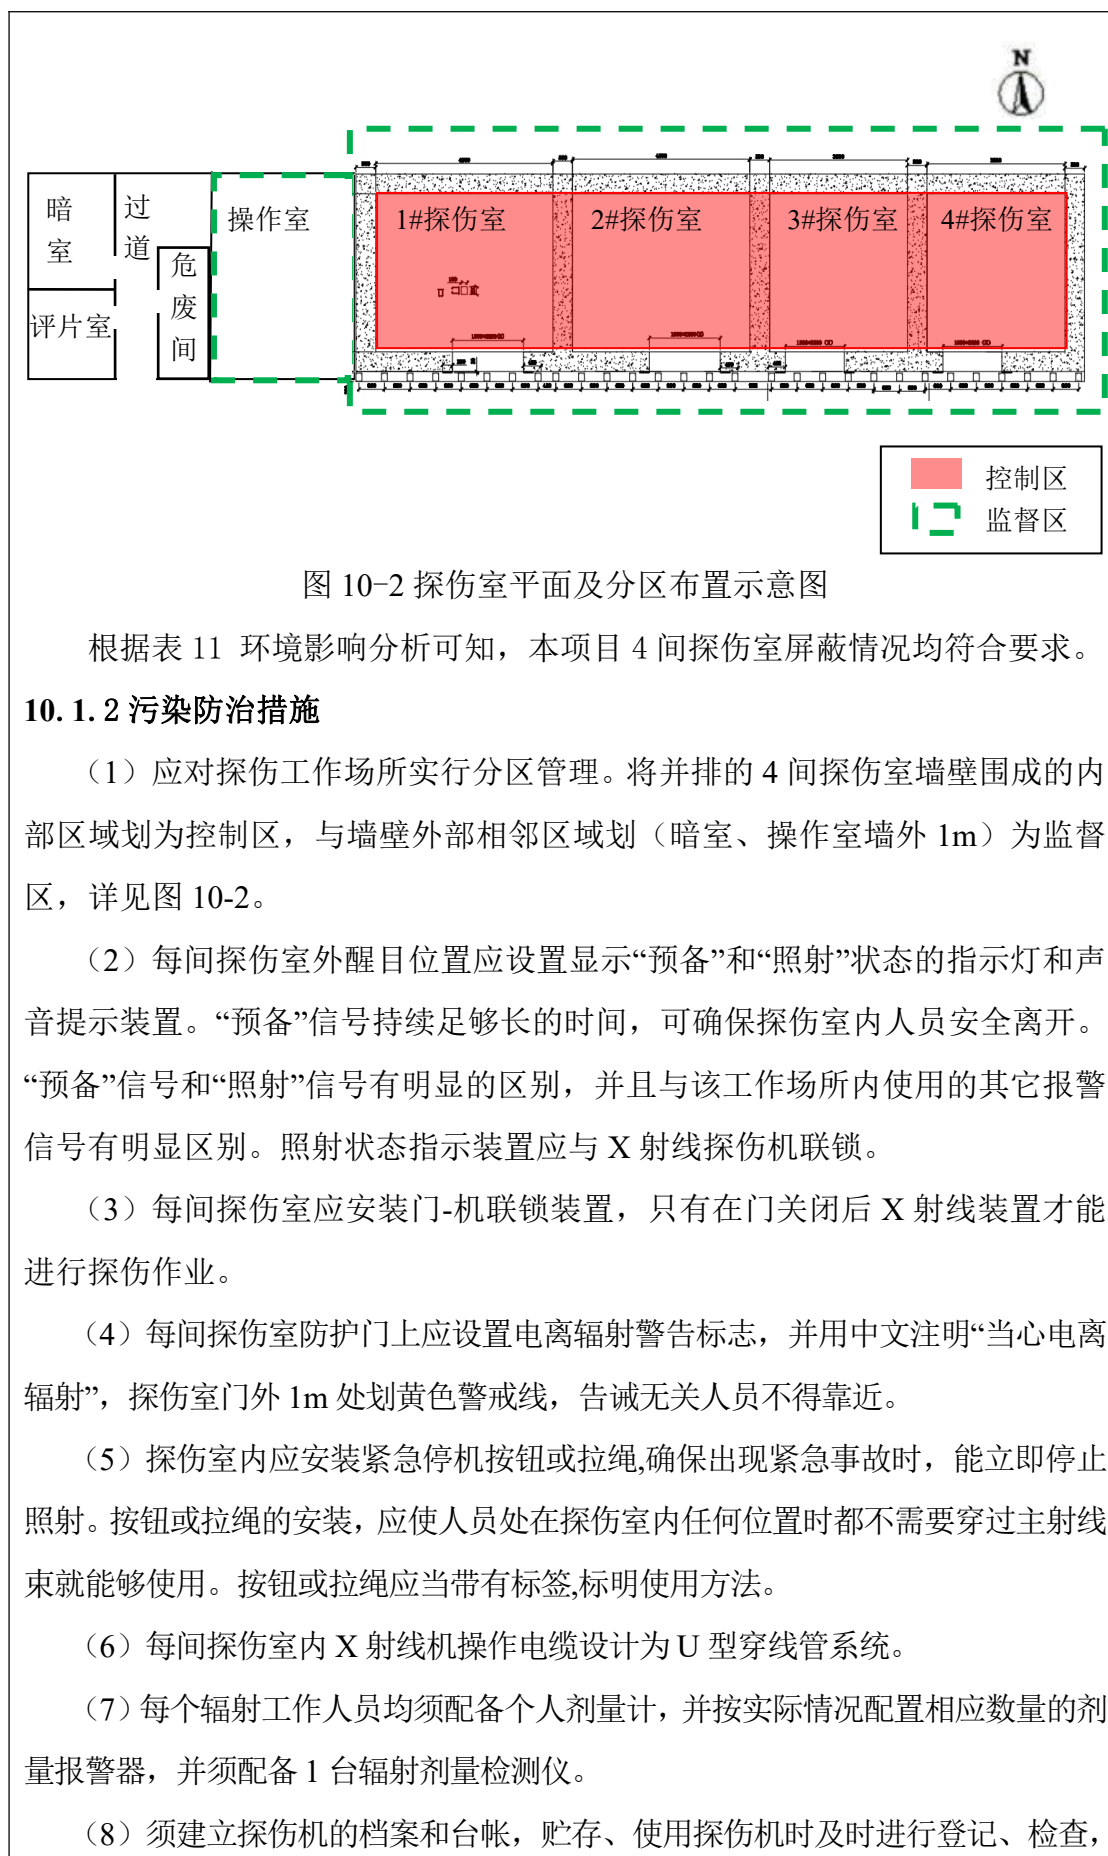 N
暗室
过道
操作室
1#探伤室
2#探伤室
3#探伤室
4#探伤室
危废间
评片室
控制区
监督区
图 10-2 探伤室平面及分区布置示意图
根据表 11 环境影响分析可知，本项目 4 间探伤室屏蔽情况均符合要求。
10.1.2 污染防治措施
（1）应对探伤工作场所实行分区管理。将并排的 4 间探伤室墙壁围成的内
部区域划为控制区，与墙壁外部相邻区域划（暗室、操作室墙外 1m）为监督
区，详见图 10-2。
（2）每间探伤室外醒目位置应设置显示“预备”和“照射”状态的指示灯和声
音提示装置。“预备”信号持续足够长的时间，可确保探伤室内人员安全离开。
“预备”信号和“照射”信号有明显的区别，并且与该工作场所内使用的其它报警
信号有明显区别。照射状态指示装置应与 X 射线探伤机联锁。
（3）每间探伤室应安装门-机联锁装置，只有在门关闭后 X 射线装置才能
进行探伤作业。
（4）每间探伤室防护门上应设置电离辐射警告标志，并用中文注明“当心电离
辐射”，探伤室门外 1m 处划黄色警戒线，告诫无关人员不得靠近。
（5）探伤室内应安装紧急停机按钮或拉绳,确保出现紧急事故时，能立即停止
照射。按钮或拉绳的安装，应使人员处在探伤室内任何位置时都不需要穿过主射线
束就能够使用。按钮或拉绳应当带有标签,标明使用方法。
（6）每间探伤室内 X 射线机操作电缆设计为 U 型穿线管系统。
（7）每个辐射工作人员均须配备个人剂量计，并按实际情况配置相应数量的剂
量报警器，并须配备 1 台辐射剂量检测仪。
（8）须建立探伤机的档案和台帐，贮存、使用探伤机时及时进行登记、检查，